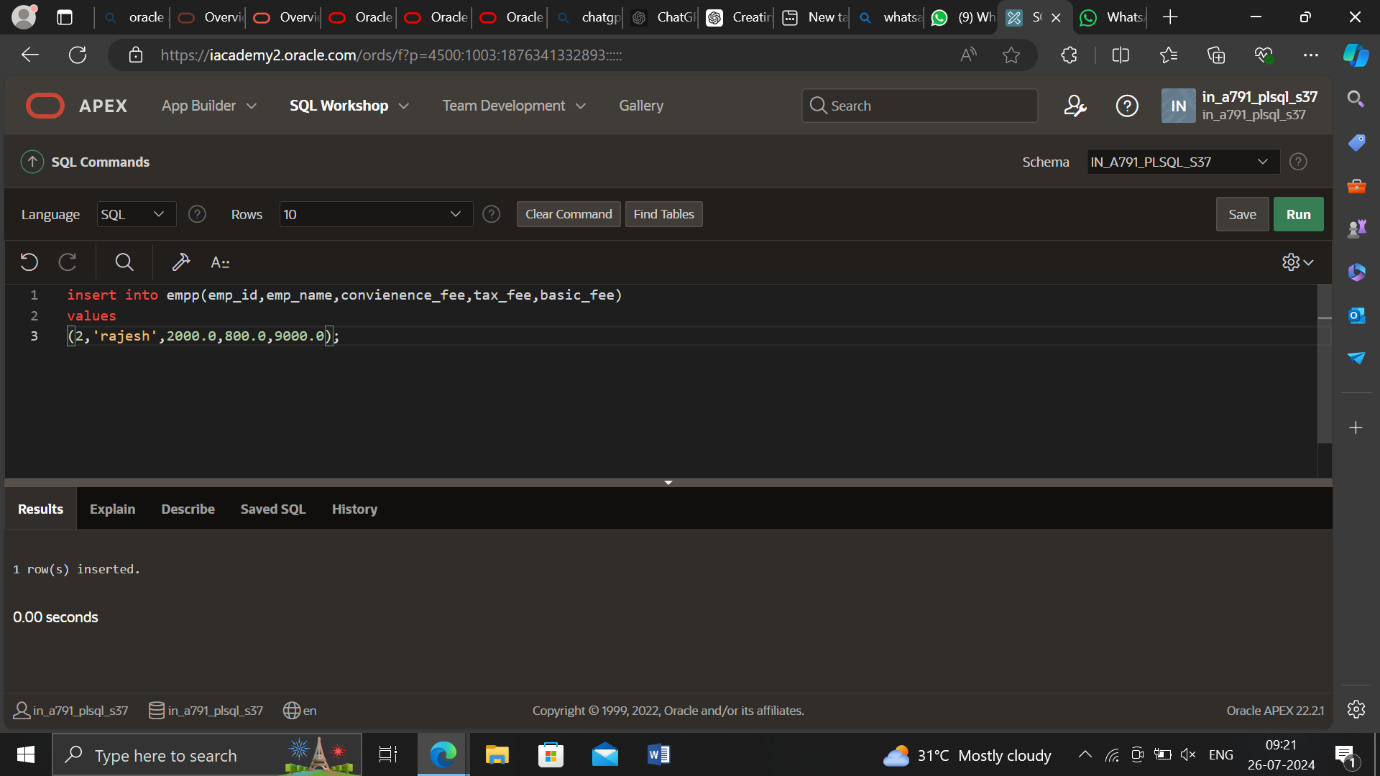 oracle
Overvi
Overvi
Oracle
Oracle
Oracle
chatgp
ChatGI
Creatin
New ta
whatsa
(9) Wh
Whats
https://iacademy2.oracle.com/ords/f?p=4500:1003:1876341332893:::::
APEX App Builder SQL Workshop Team Development Gallery Search IN in_a791_plsql_s37
in_a791_plsql_s37
SQL Commands Schema IN_A791_PLSQL_S37
Language SQL Rows 10 Clear Command Find Tables Save Run
A::
1 insert into empp(emp_id,emp_name,convienence_fee,tax_fee,basic_fee)
2 values
3 (2,'rajesh',2000.0,800.0,9000.0);
Results Explain Describe Saved SQL History
1 row(s) inserted.
0.00 seconds
in_a791_plsql_s37 in_a791_plsql_s37 en Copyright © 1999, 2022, Oracle and/or its affiliates. Oracle APEX 22.2.1
Type here to search 31°C Mostly cloudy ENG 09:21
26-07-2024 1